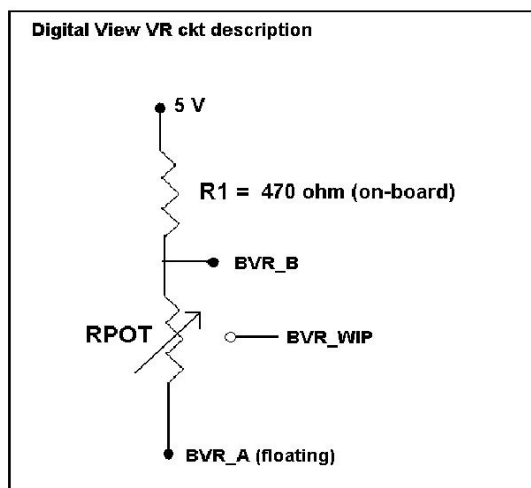 Digital View VR ckt description
5 V
R1 = 470 ohm (on-board)
BVR_B
RPOT
BVR_WIP
BVR_A (floating)